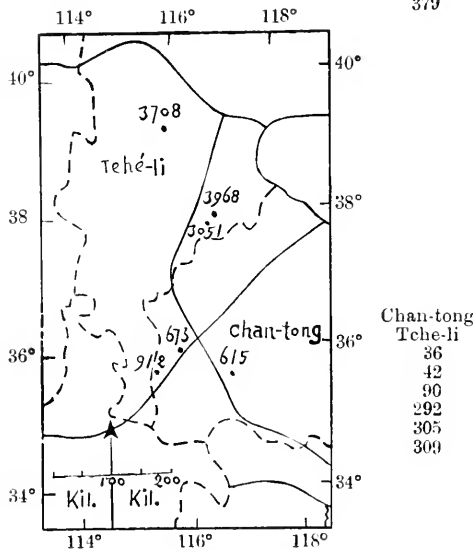 379
114° 116° 118°
40° 40°
3708
Tché-li
3968
38 38°
3051
Chan-tong
Tche-li
673 Chan-tong
36° 36°
9112 615
36
42
90
292
305
309
100 200
Kil. Kil.
34° 34°
114° 116° 118°